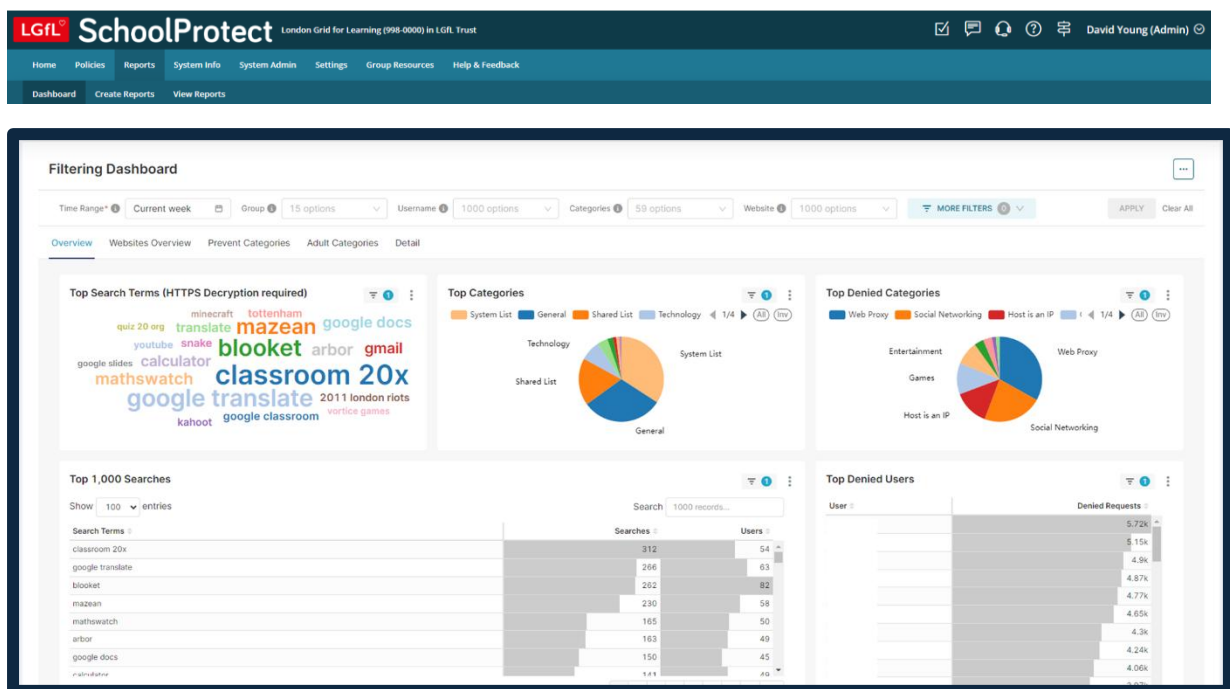 LGfL SchoolProtect London Grid for Learning (998-0000) in LGfL Trust David Young (Admin)
Home Policies Reports System Info System Admin Settings Group Resources Help & Feedback
Dashboard Create Reports View Reports
Filtering Dashboard
Time Range* Current week Group 15 options Username 1000 options Categories 59 options Website 1000 options MORE FILTERS 0 APPLY Clear All
Overview Websites Overview Prevent Categories Adult Categories Detail
Top Search Terms (HTTPS Decryption required) 1
minecraft tottenham
quiz 20 org translate mazean google docs
youtube snake blooket arbor gmail
google slides calculator
mathswatch classroom 20x
google translate 2011 london riots
kahoot google classroom vortice games
Top Categories 1
System List General Shared List Technology 1/4 All Inv
Technology
System List
Shared List
General
Top Denied Categories 1
Web Proxy Social Networking Host is an IP 1/4 All Inv
Entertainment
Web Proxy
Games
Host is an IP
Social Networking
Top 1,000 Searches 1
Show 100 entries Search 1000 records...
Search Terms Searches Users
classroom 20x 312 54
google translate 266 63
blooket 262 82
mazean 230 58
mathswatch 165 50
arbor 163 49
google docs 150 45
calculator 141 49
Top Denied Users 1
User Denied Requests
5.72k
5.15k
4.9k
4.87k
4.77k
4.65k
4.3k
4.24k
4.06k